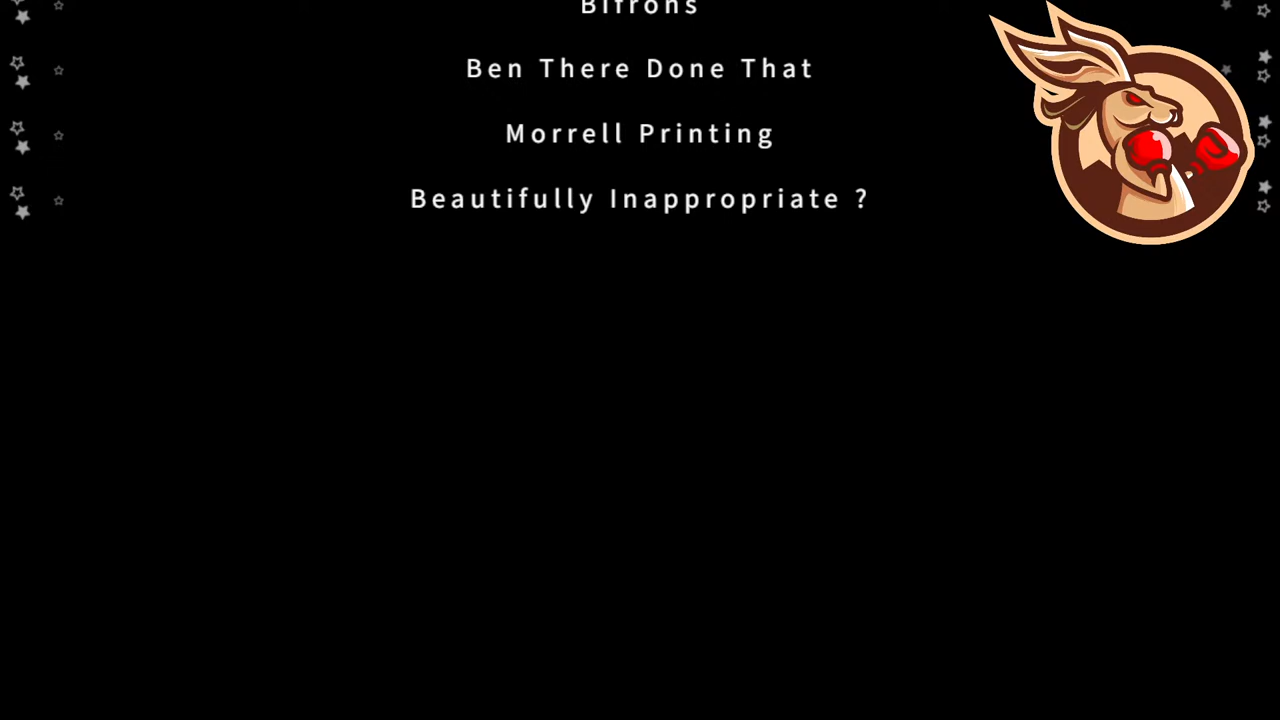 Bifrons
Ben There Done That
Morrell Printing
Beautifully Inappropriate ?